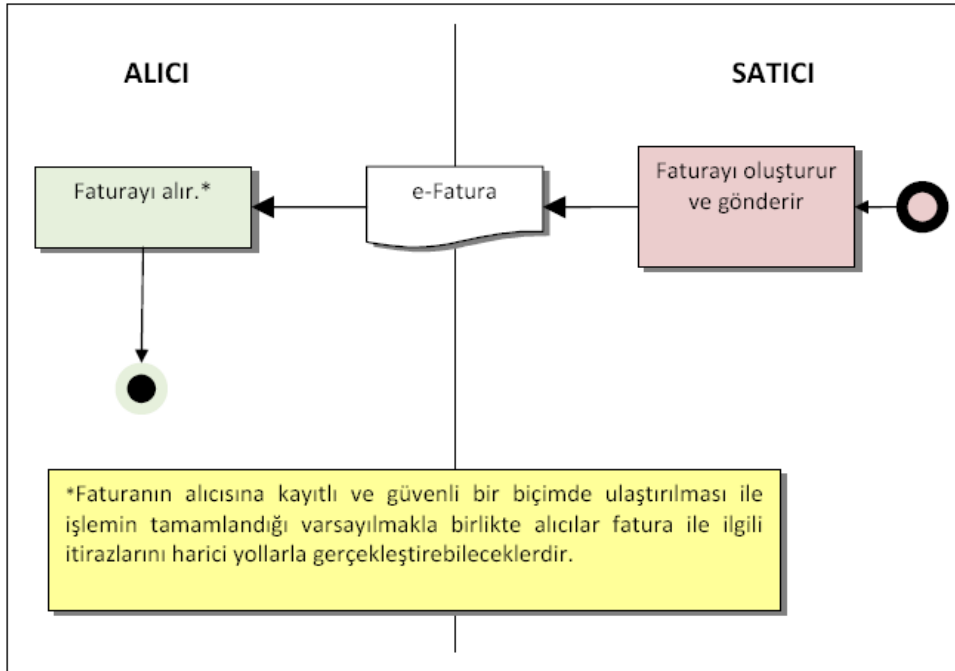 ALICI
SATICI
Faturayı alır.*
e-Fatura
Faturayı oluşturur
ve gönderir
*Faturanın alıcısına kayıtlı ve güvenli bir biçimde ulaştırılması ile
işlemin tamamlandığı varsayılmakla birlikte alıcılar fatura ile ilgili
itirazlarını harici yollarla gerçekleştirebileceklerdir.